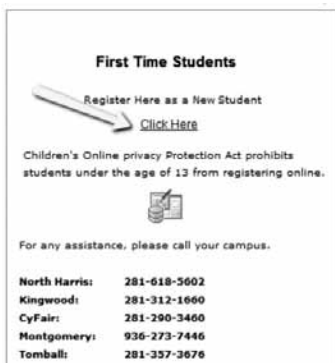 First Time Students
Register Here as a New Student
Click Here
Children's Online privacy Protection Act prohibits
students under the age of 13 from registering online.
For any assistance, please call your campus.
North Harris: 281-618-5602
Kingwood: 281-312-1660
CyFair: 281-290-3460
Montgomery: 936-273-7446
Tomball: 281-357-3676